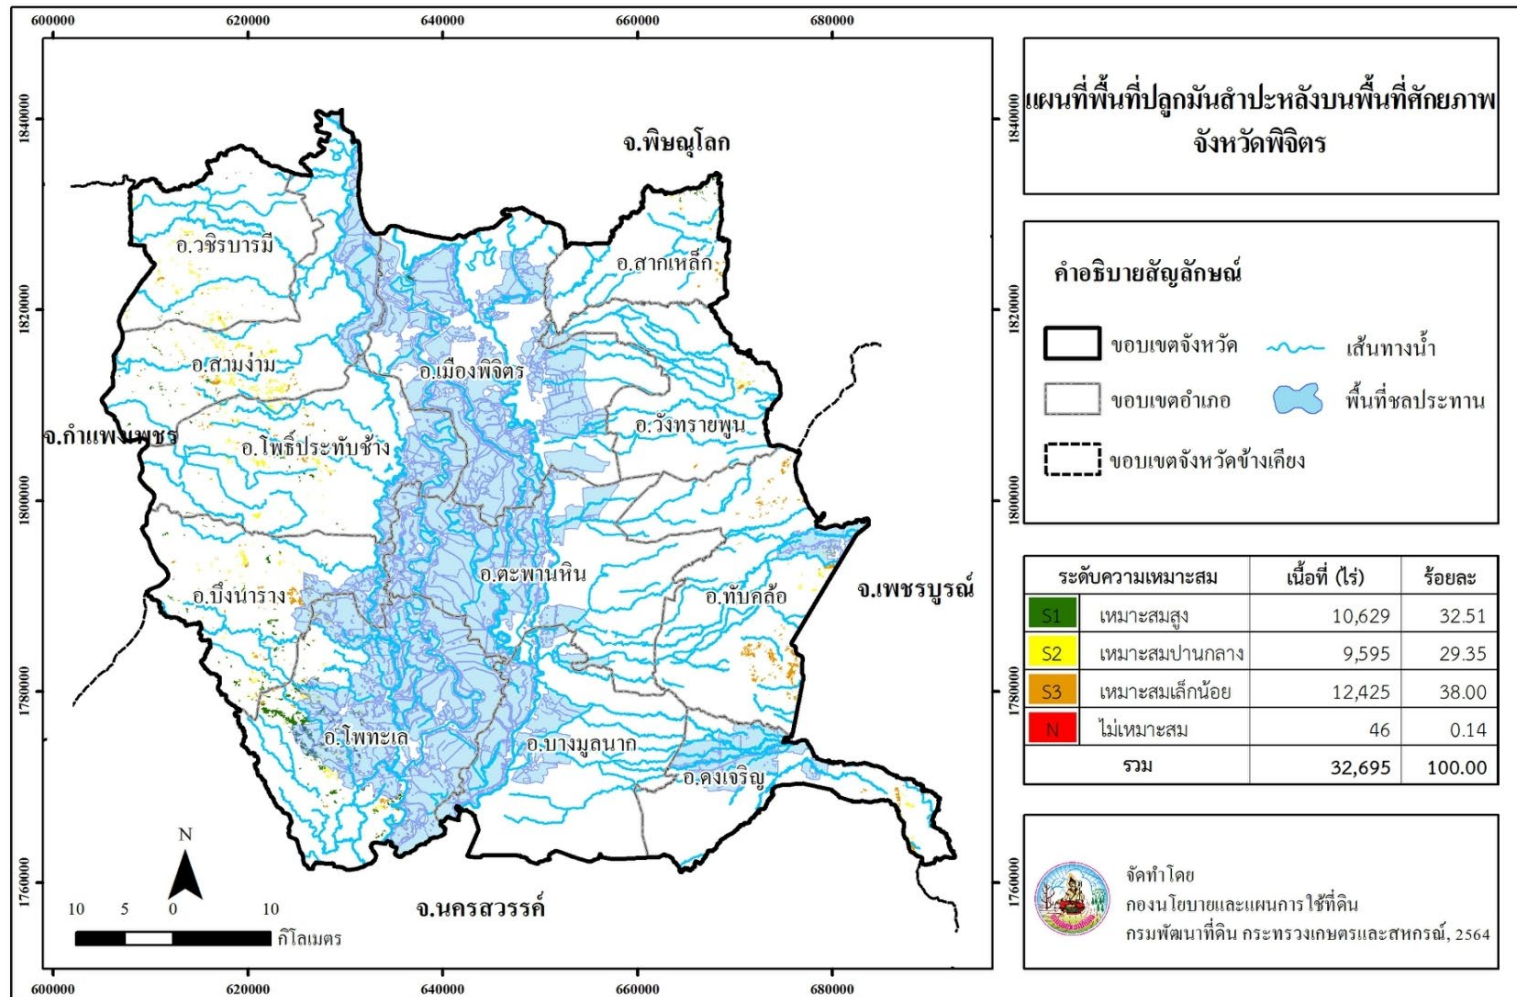 600000 620000 640000 660000 680000
แผนที่พื้นที่ปลูกมันสำปะหลังบนพื้นที่ศักยภาพ
จังหวัดพิจิตร
1840000 1840000
จ.พิษณุโลก
อ.วชิรบารมี
อ.สากเหล็ก
คำอธิบายสัญลักษณ์
1820000 1820000
ขอบเขตจังหวัด เส้นทางน้ำ
ขอบเขตอำเภอ พื้นที่ชลประทาน
ขอบเขตจังหวัดข้างเคียง
อ.สามง่าม
อ.เมืองพิจิตร
จ.กำแพงเพชร
อ.โพธิ์ประทับช้าง
อ.วังทรายพูน
1800000 1800000
อ.ตะพานหิน
อ.บึงนาราง
อ.ทับคล้อ
จ.เพชรบูรณ์
ระดับความเหมาะสม เนื้อที่ (ไร่) ร้อยละ
S1 เหมาะสมสูง 10,629 32.51
S2 เหมาะสมปานกลาง 9,595 29.35
S3 เหมาะสมเล็กน้อย 12,425 38.00
N ไม่เหมาะสม 46 0.14
รวม 32,695 100.00
1780000 1780000
อ.โพทะเล
อ.บางมูลนาก
อ.ดงเจริญ
1760000 1760000
N
10 5 0 10
กิโลเมตร
จ.นครสวรรค์
จัดทำโดย
กองนโยบายและแผนการใช้ที่ดิน
กรมพัฒนาที่ดิน กระทรวงเกษตรและสหกรณ์, 2564
600000 620000 640000 660000 680000